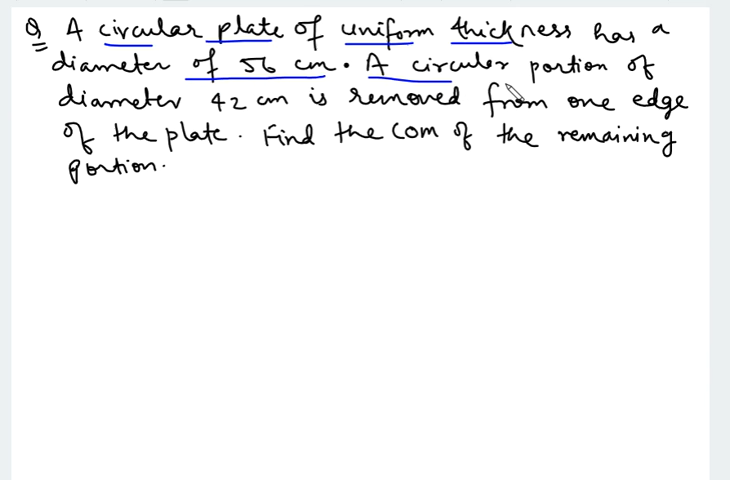 Q A circular plate of uniform thickness has a
diameter of 56 cm. A circular portion of
diameter 42 cm is removed from one edge
of the plate. Find the com of the remaining
portion.